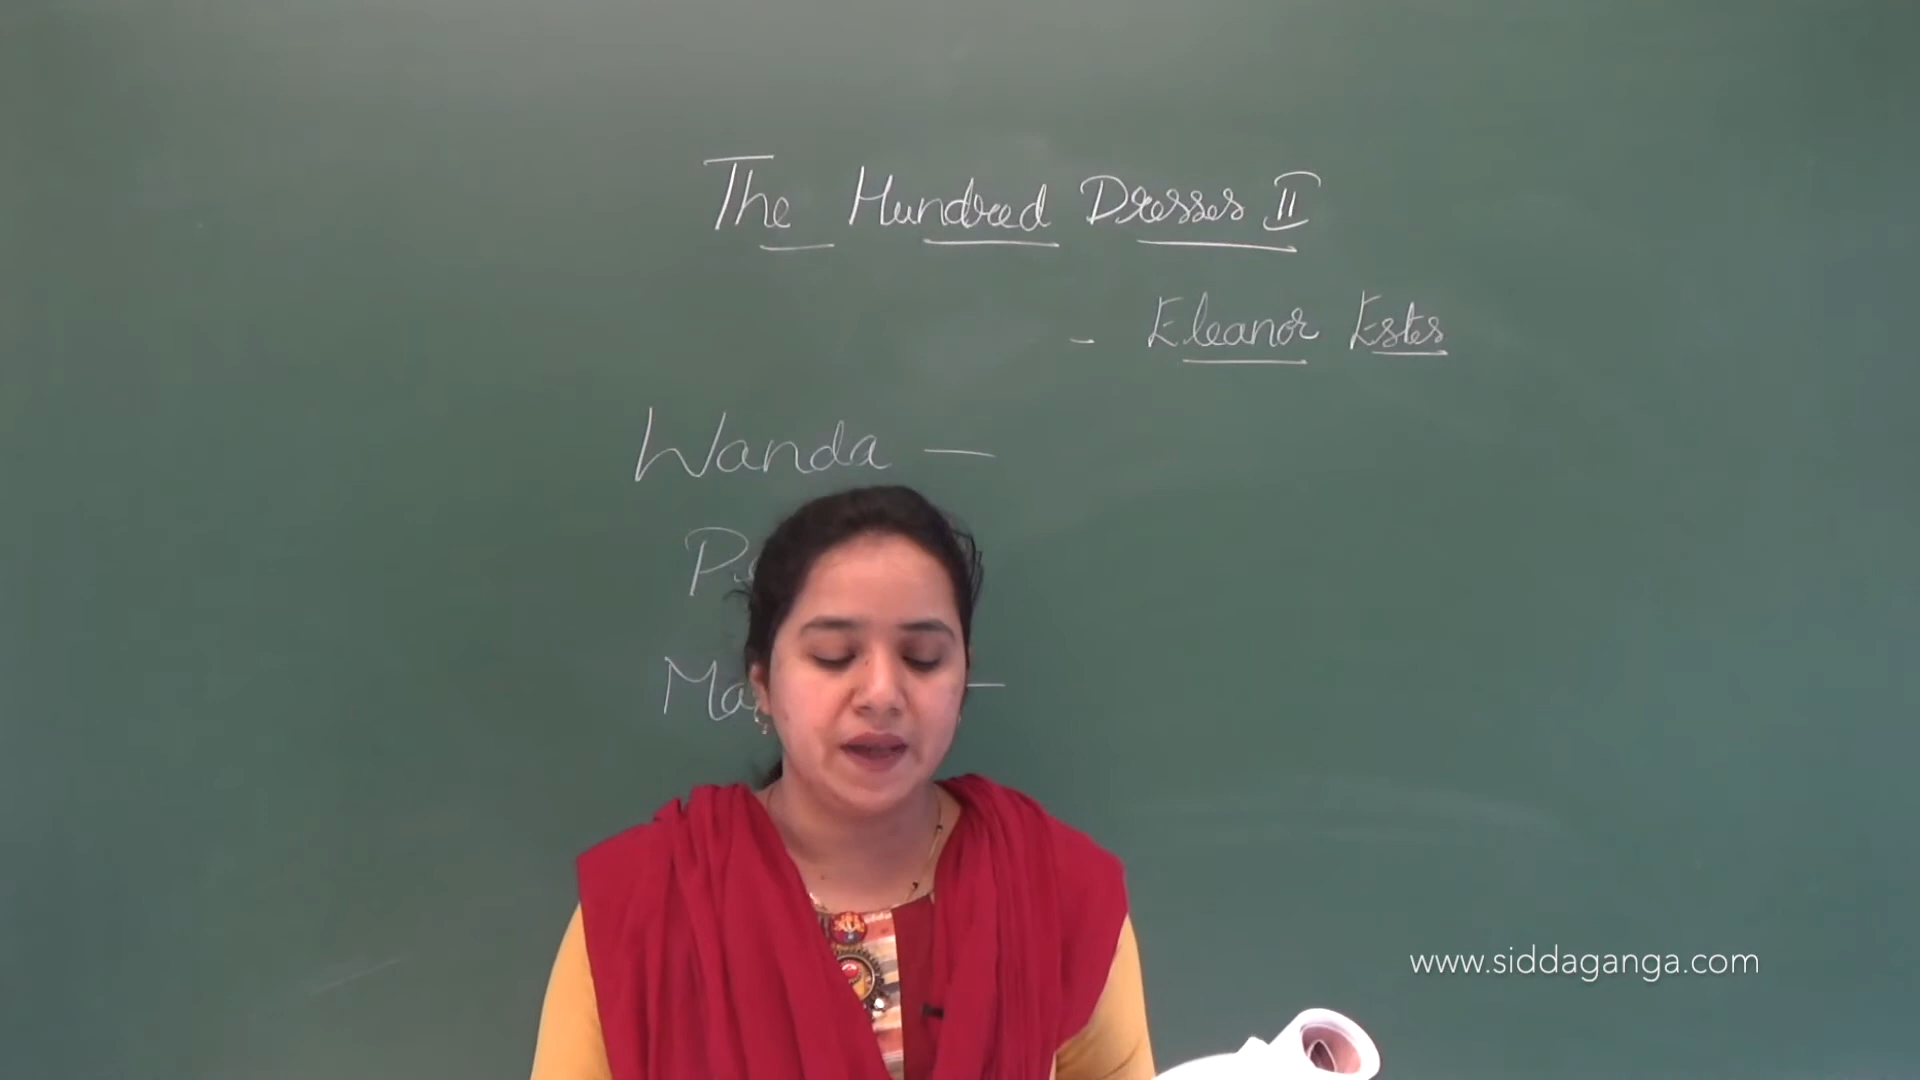 The Hundred Dresses II
- Eleanor Estes
Wanda —
www.siddaganga.com